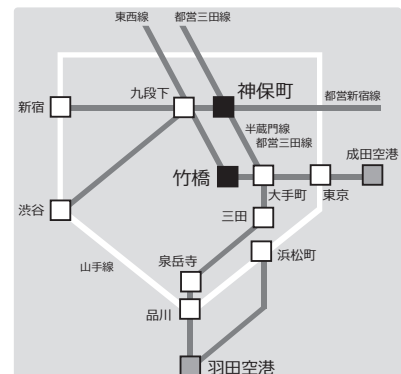 東西線 都営三田線
九段下 神保町
新宿 都営新宿線
半蔵門線
都営三田線
成田空港
竹橋
大手町 東京
渋谷 三田
泉岳寺 浜松町
山手線
品川
羽田空港